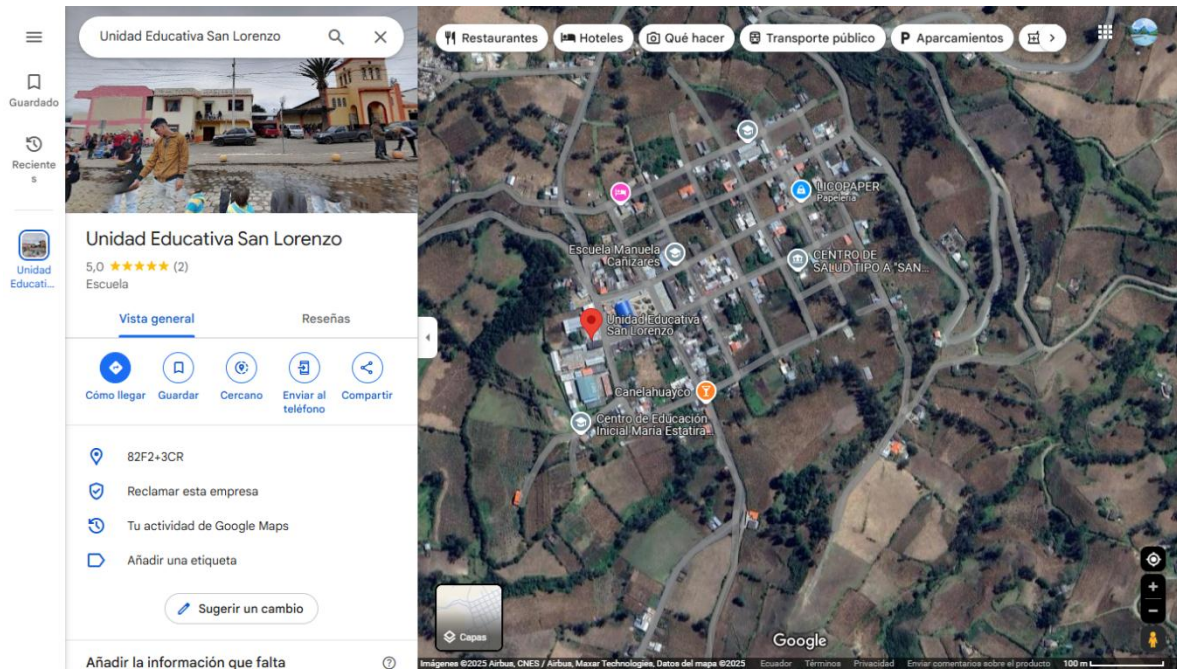 Unidad Educativa San Lorenzo
Guardado
Reciente
s
Unidad
Educati...
Unidad Educativa San Lorenzo
5,0 ★★★★★ (2)
Escuela
Vista general
Reseñas
Cómo llegar
Guardar
Cercano
Enviar al
teléfono
Compartir
82F2+3CR
Reclamar esta empresa
Tu actividad de Google Maps
Añadir una etiqueta
Sugerir un cambio
Añadir la información que falta
Restaurantes
Hoteles
Qué hacer
Transporte público
P Aparcamientos
LICOPAPER
Papelería
Escuela Manuela
Cañizares
CENTRO DE
SALUD TIPO A "SAN...
Unidad Educativa
San Lorenzo
Canelahuayco
Centro de Educación
Inicial María Estatira...
Capas
Google
Imágenes ©2025 Airbus, CNES / Airbus, Maxar Technologies, Datos del mapa ©2025
Ecuador
Términos
Privacidad
Enviar comentarios sobre el producto
100 m